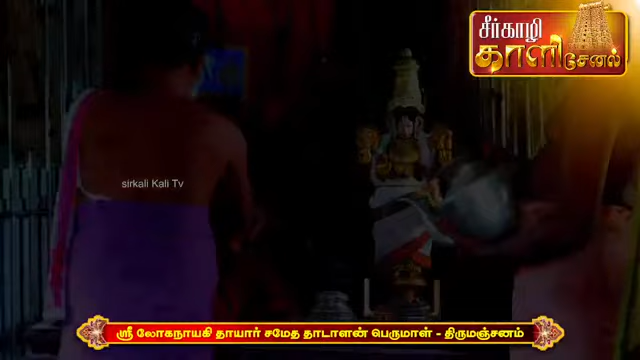 சீர்காழி
காளி சேனல்
sirkali Kali Tv
ஸ்ரீ லோகநாயகி தாயார் சமேத தாடாளன் பெருமாள் - திருமஞ்சனம்